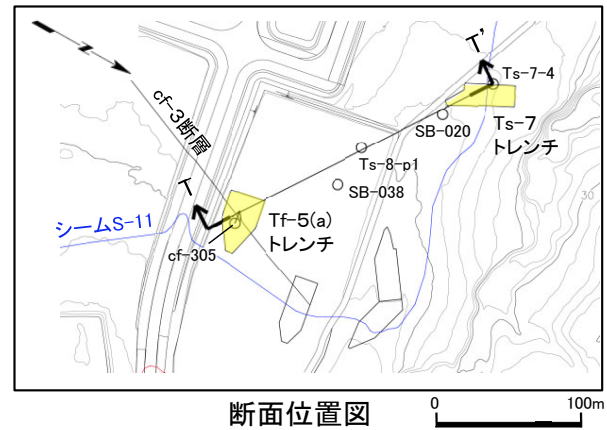 N
T'
Ts-7-4
cf-3断層
SB-020
Ts-7
トレンチ
Ts-8-p1
SB-038
T
Tf-5(a)
トレンチ
シームS-11
cf-305
30
断面位置図
0 100m